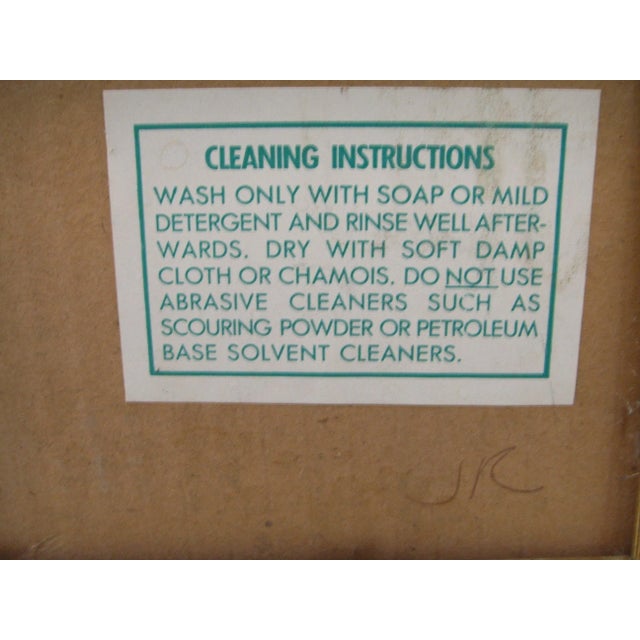 CLEANING INSTRUCTIONS
WASH ONLY WITH SOAP OR MILD
DETERGENT AND RINSE WELL AFTER-
WARDS. DRY WITH SOFT DAMP
CLOTH OR CHAMOIS. DO NOT USE
ABRASIVE CLEANERS SUCH AS
SCOURING POWDER OR PETROLEUM
BASE SOLVENT CLEANERS.
JR